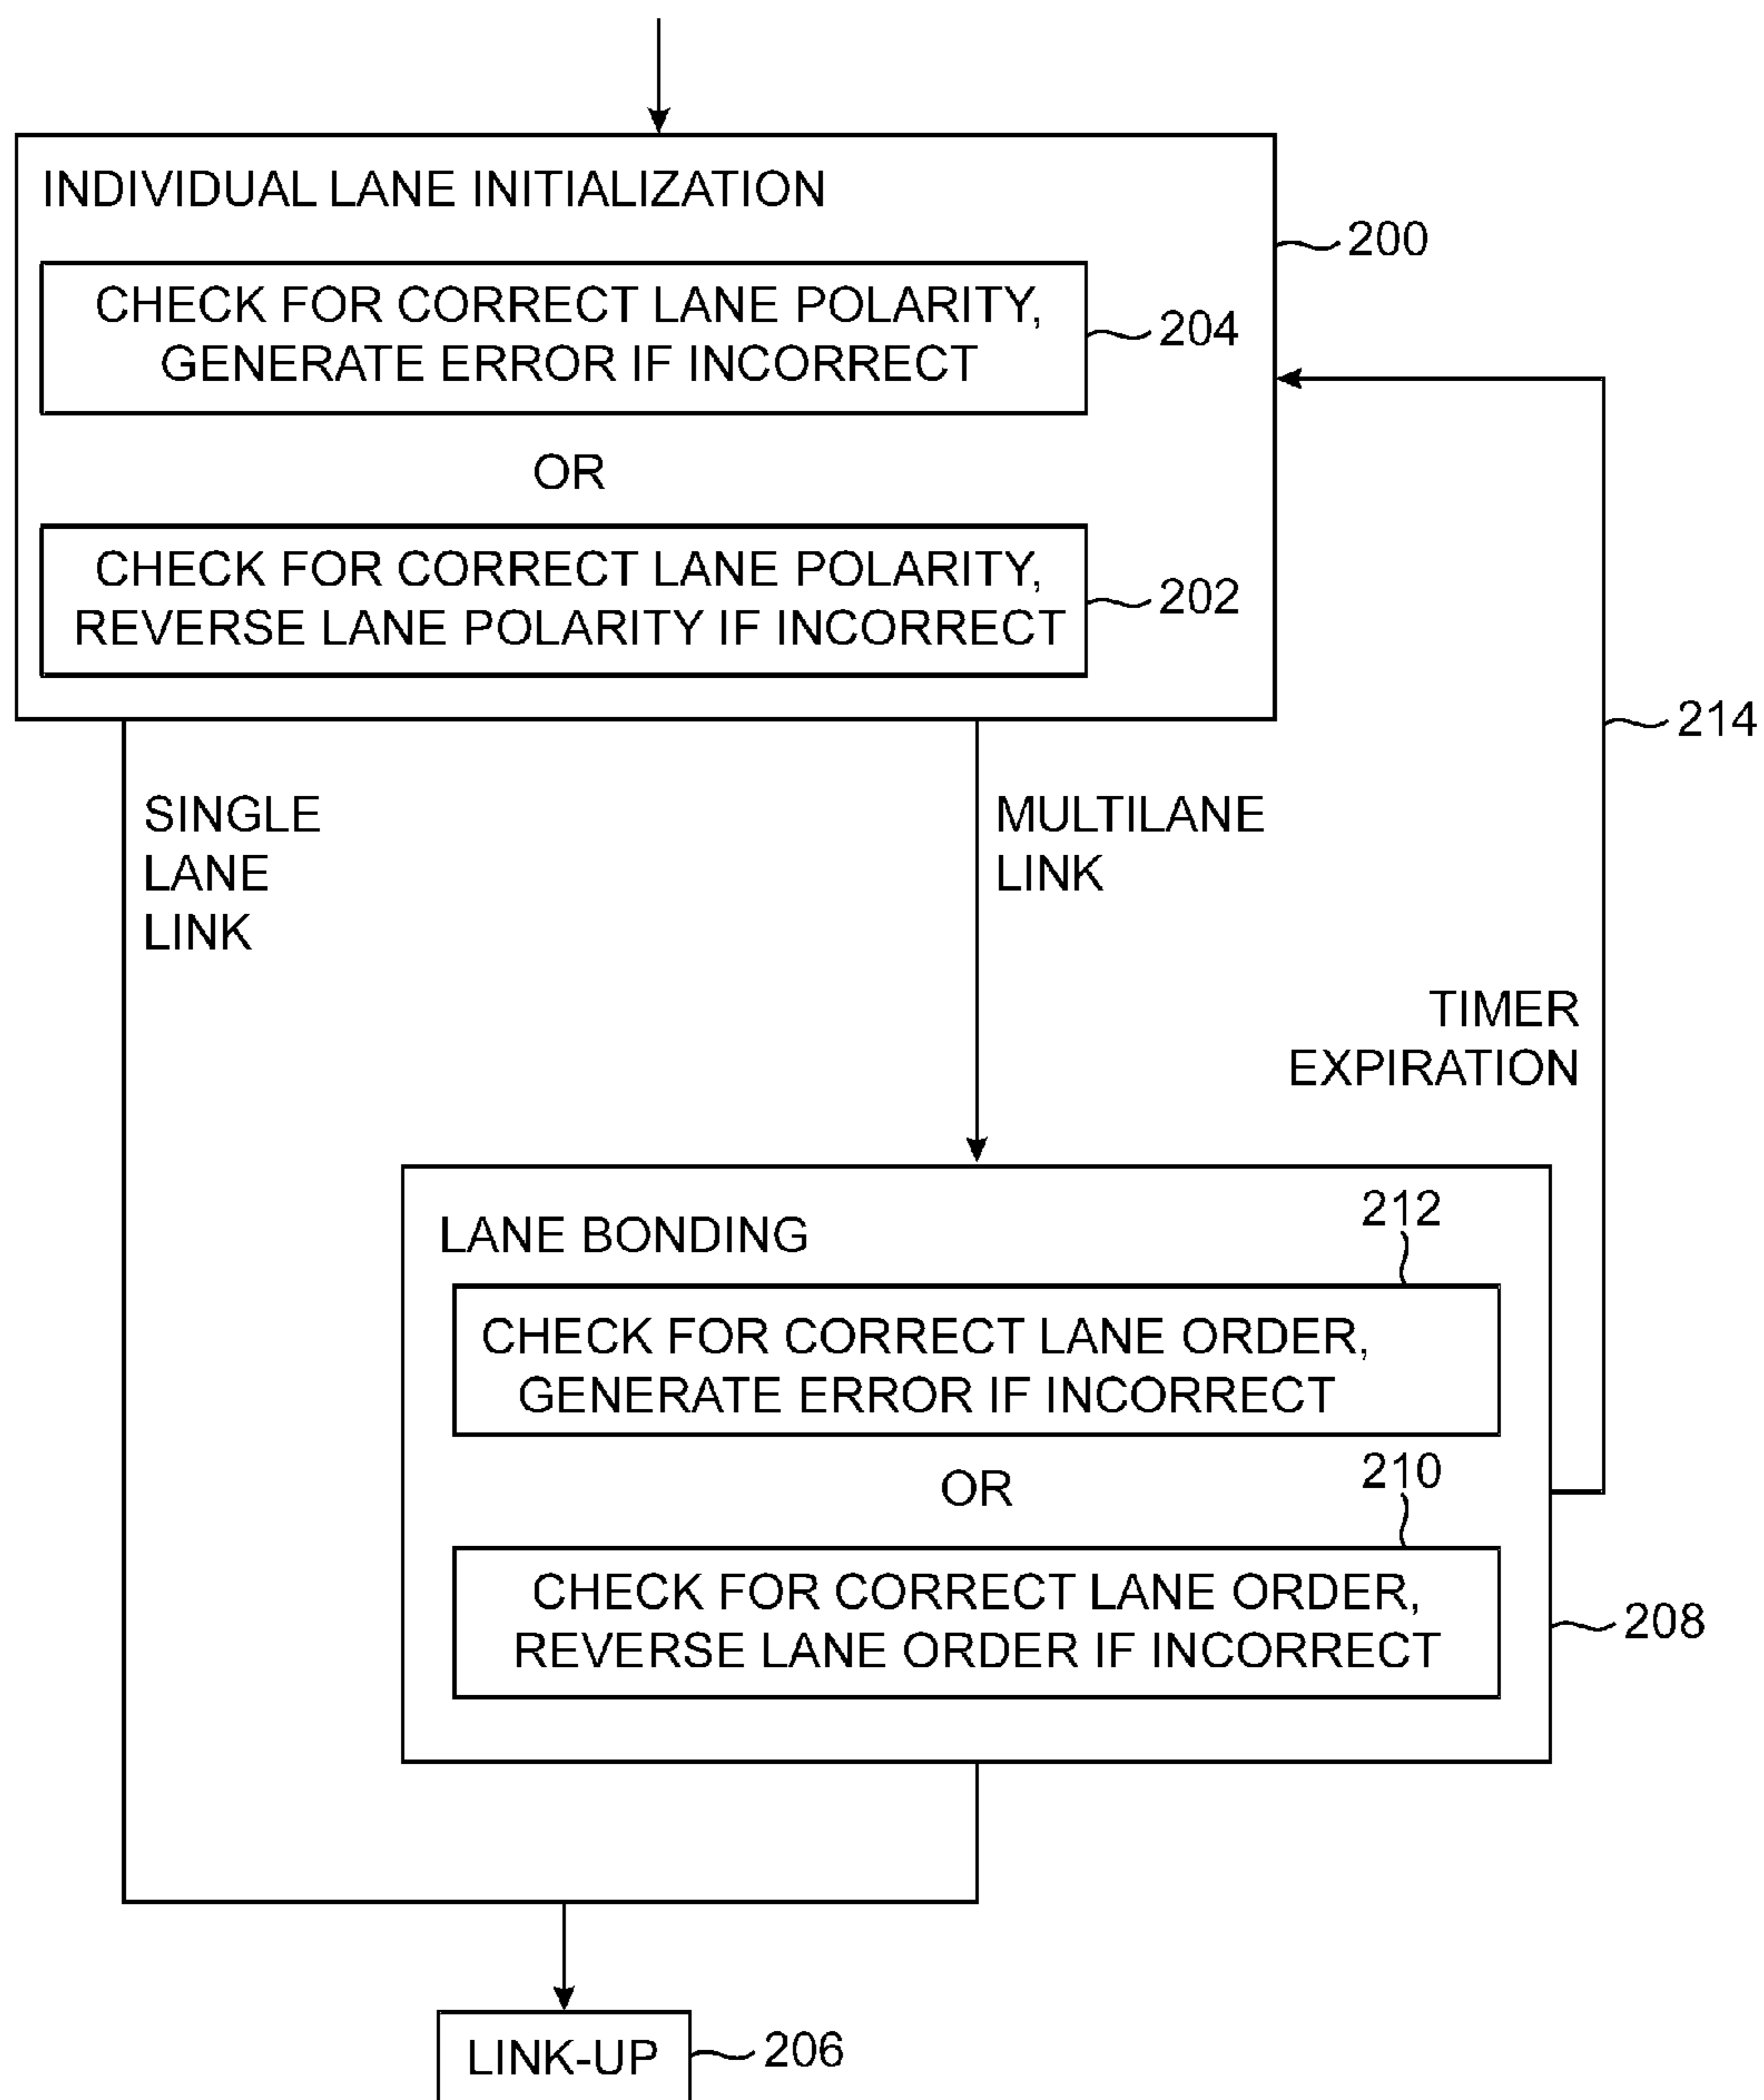 INDIVIDUAL LANE INITIALIZATION
200
CHECK FOR CORRECT LANE POLARITY,
GENERATE ERROR IF INCORRECT
204
OR
CHECK FOR CORRECT LANE POLARITY,
REVERSE LANE POLARITY IF INCORRECT
202
214
SINGLE
LANE
LINK
MULTILANE
LINK
TIMER
EXPIRATION
LANE BONDING
212
CHECK FOR CORRECT LANE ORDER,
GENERATE ERROR IF INCORRECT
OR
210
CHECK FOR CORRECT LANE ORDER,
REVERSE LANE ORDER IF INCORRECT
208
LINK-UP
206